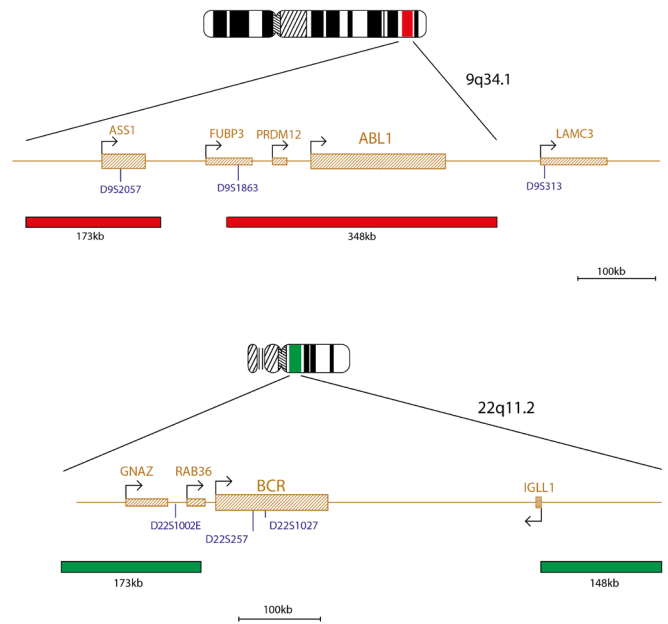 9q34.1
ASS1
FUBP3
PRDM12
ABL1
LAMC3
D9S2057
D9S1863
D9S313
173kb
348kb
100kb
22q11.2
GNAZ
RAB36
BCR
IGLL1
D22S1002E
D22S1027
D22S257
173kb
148kb
100kb